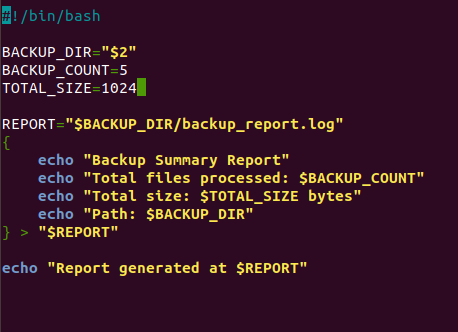 #!/bin/bash

BACKUP_DIR="$2"
BACKUP_COUNT=5
TOTAL_SIZE=1024

REPORT="$BACKUP_DIR/backup_report.log"
{
    echo "Backup Summary Report"
    echo "Total files processed: $BACKUP_COUNT"
    echo "Total size: $TOTAL_SIZE bytes"
    echo "Path: $BACKUP_DIR"
} > "$REPORT"

echo "Report generated at $REPORT"